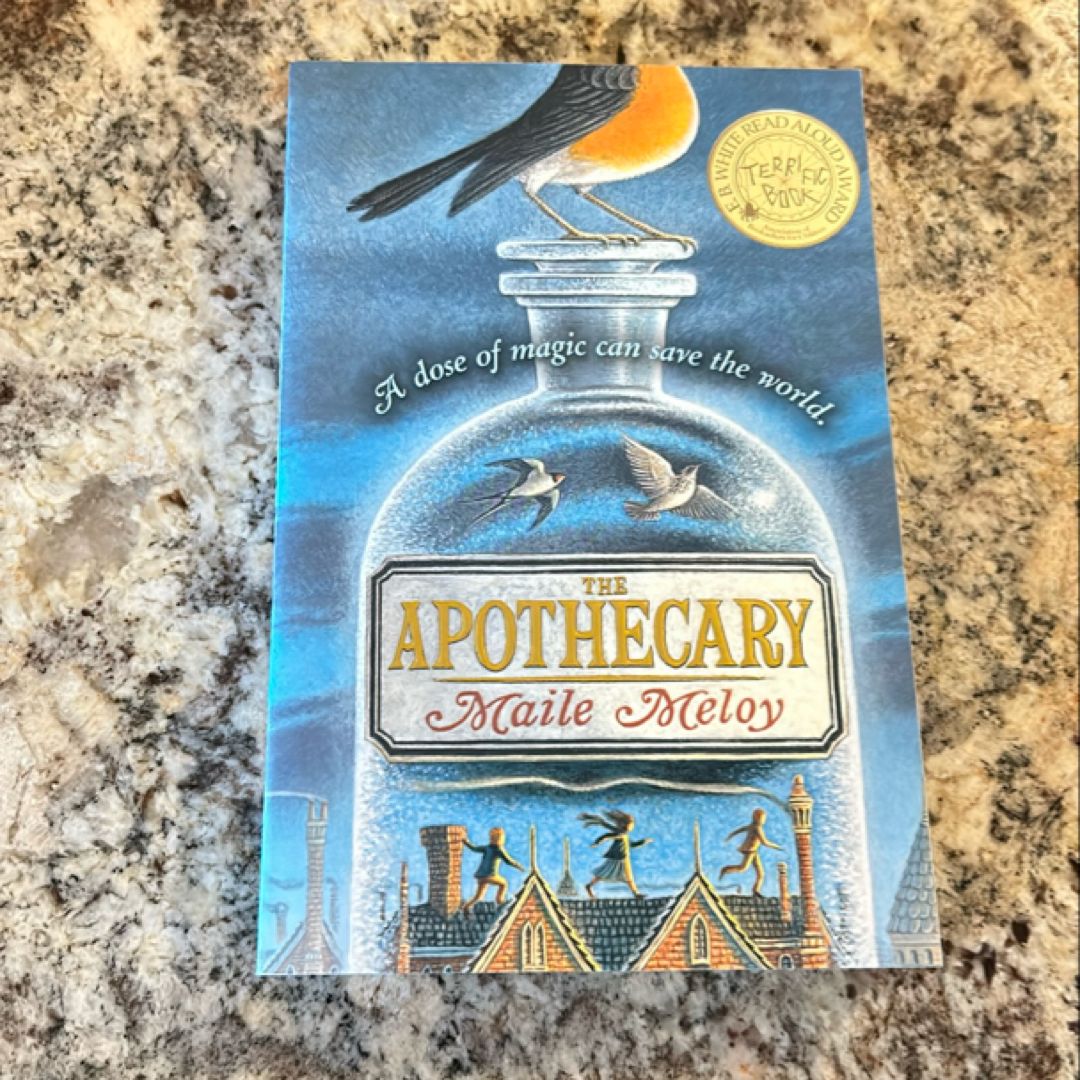 E. B. WHITE READ ALOUD AWARD
TERRIFIC
BOOK
A dose of magic can save the world.
THE
APOTHECARY
Maile Meloy